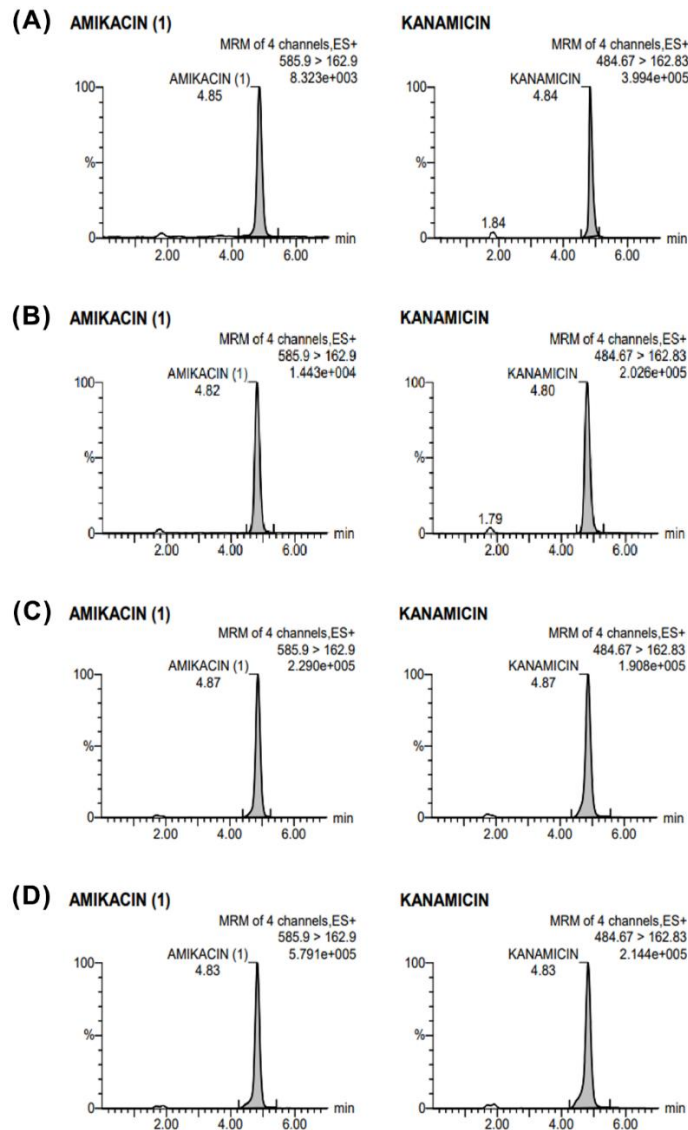 (A)
AMIKACIN (1)
MRM of 4 channels,ES+
585.9 > 162.9
8.323e+003
AMIKACIN (1)
4.85
100
%
0
2.00 4.00 6.00 min
KANAMICIN
MRM of 4 channels,ES+
484.67 > 162.83
3.994e+005
KANAMICIN
4.84
100
%
1.84
0
2.00 4.00 6.00 min
(B)
AMIKACIN (1)
MRM of 4 channels,ES+
585.9 > 162.9
1.443e+004
AMIKACIN (1)
4.82
100
%
0
2.00 4.00 6.00 min
KANAMICIN
MRM of 4 channels,ES+
484.67 > 162.83
2.026e+005
KANAMICIN
4.80
100
%
1.79
0
2.00 4.00 6.00 min
(C)
AMIKACIN (1)
MRM of 4 channels,ES+
585.9 > 162.9
2.290e+005
AMIKACIN (1)
4.87
100
%
0
2.00 4.00 6.00 min
KANAMICIN
MRM of 4 channels,ES+
484.67 > 162.83
1.908e+005
KANAMICIN
4.87
100
%
0
2.00 4.00 6.00 min
(D)
AMIKACIN (1)
MRM of 4 channels,ES+
585.9 > 162.9
5.791e+005
AMIKACIN (1)
4.83
100
%
0
2.00 4.00 6.00 min
KANAMICIN
MRM of 4 channels,ES+
484.67 > 162.83
2.144e+005
KANAMICIN
4.83
100
%
0
2.00 4.00 6.00 min